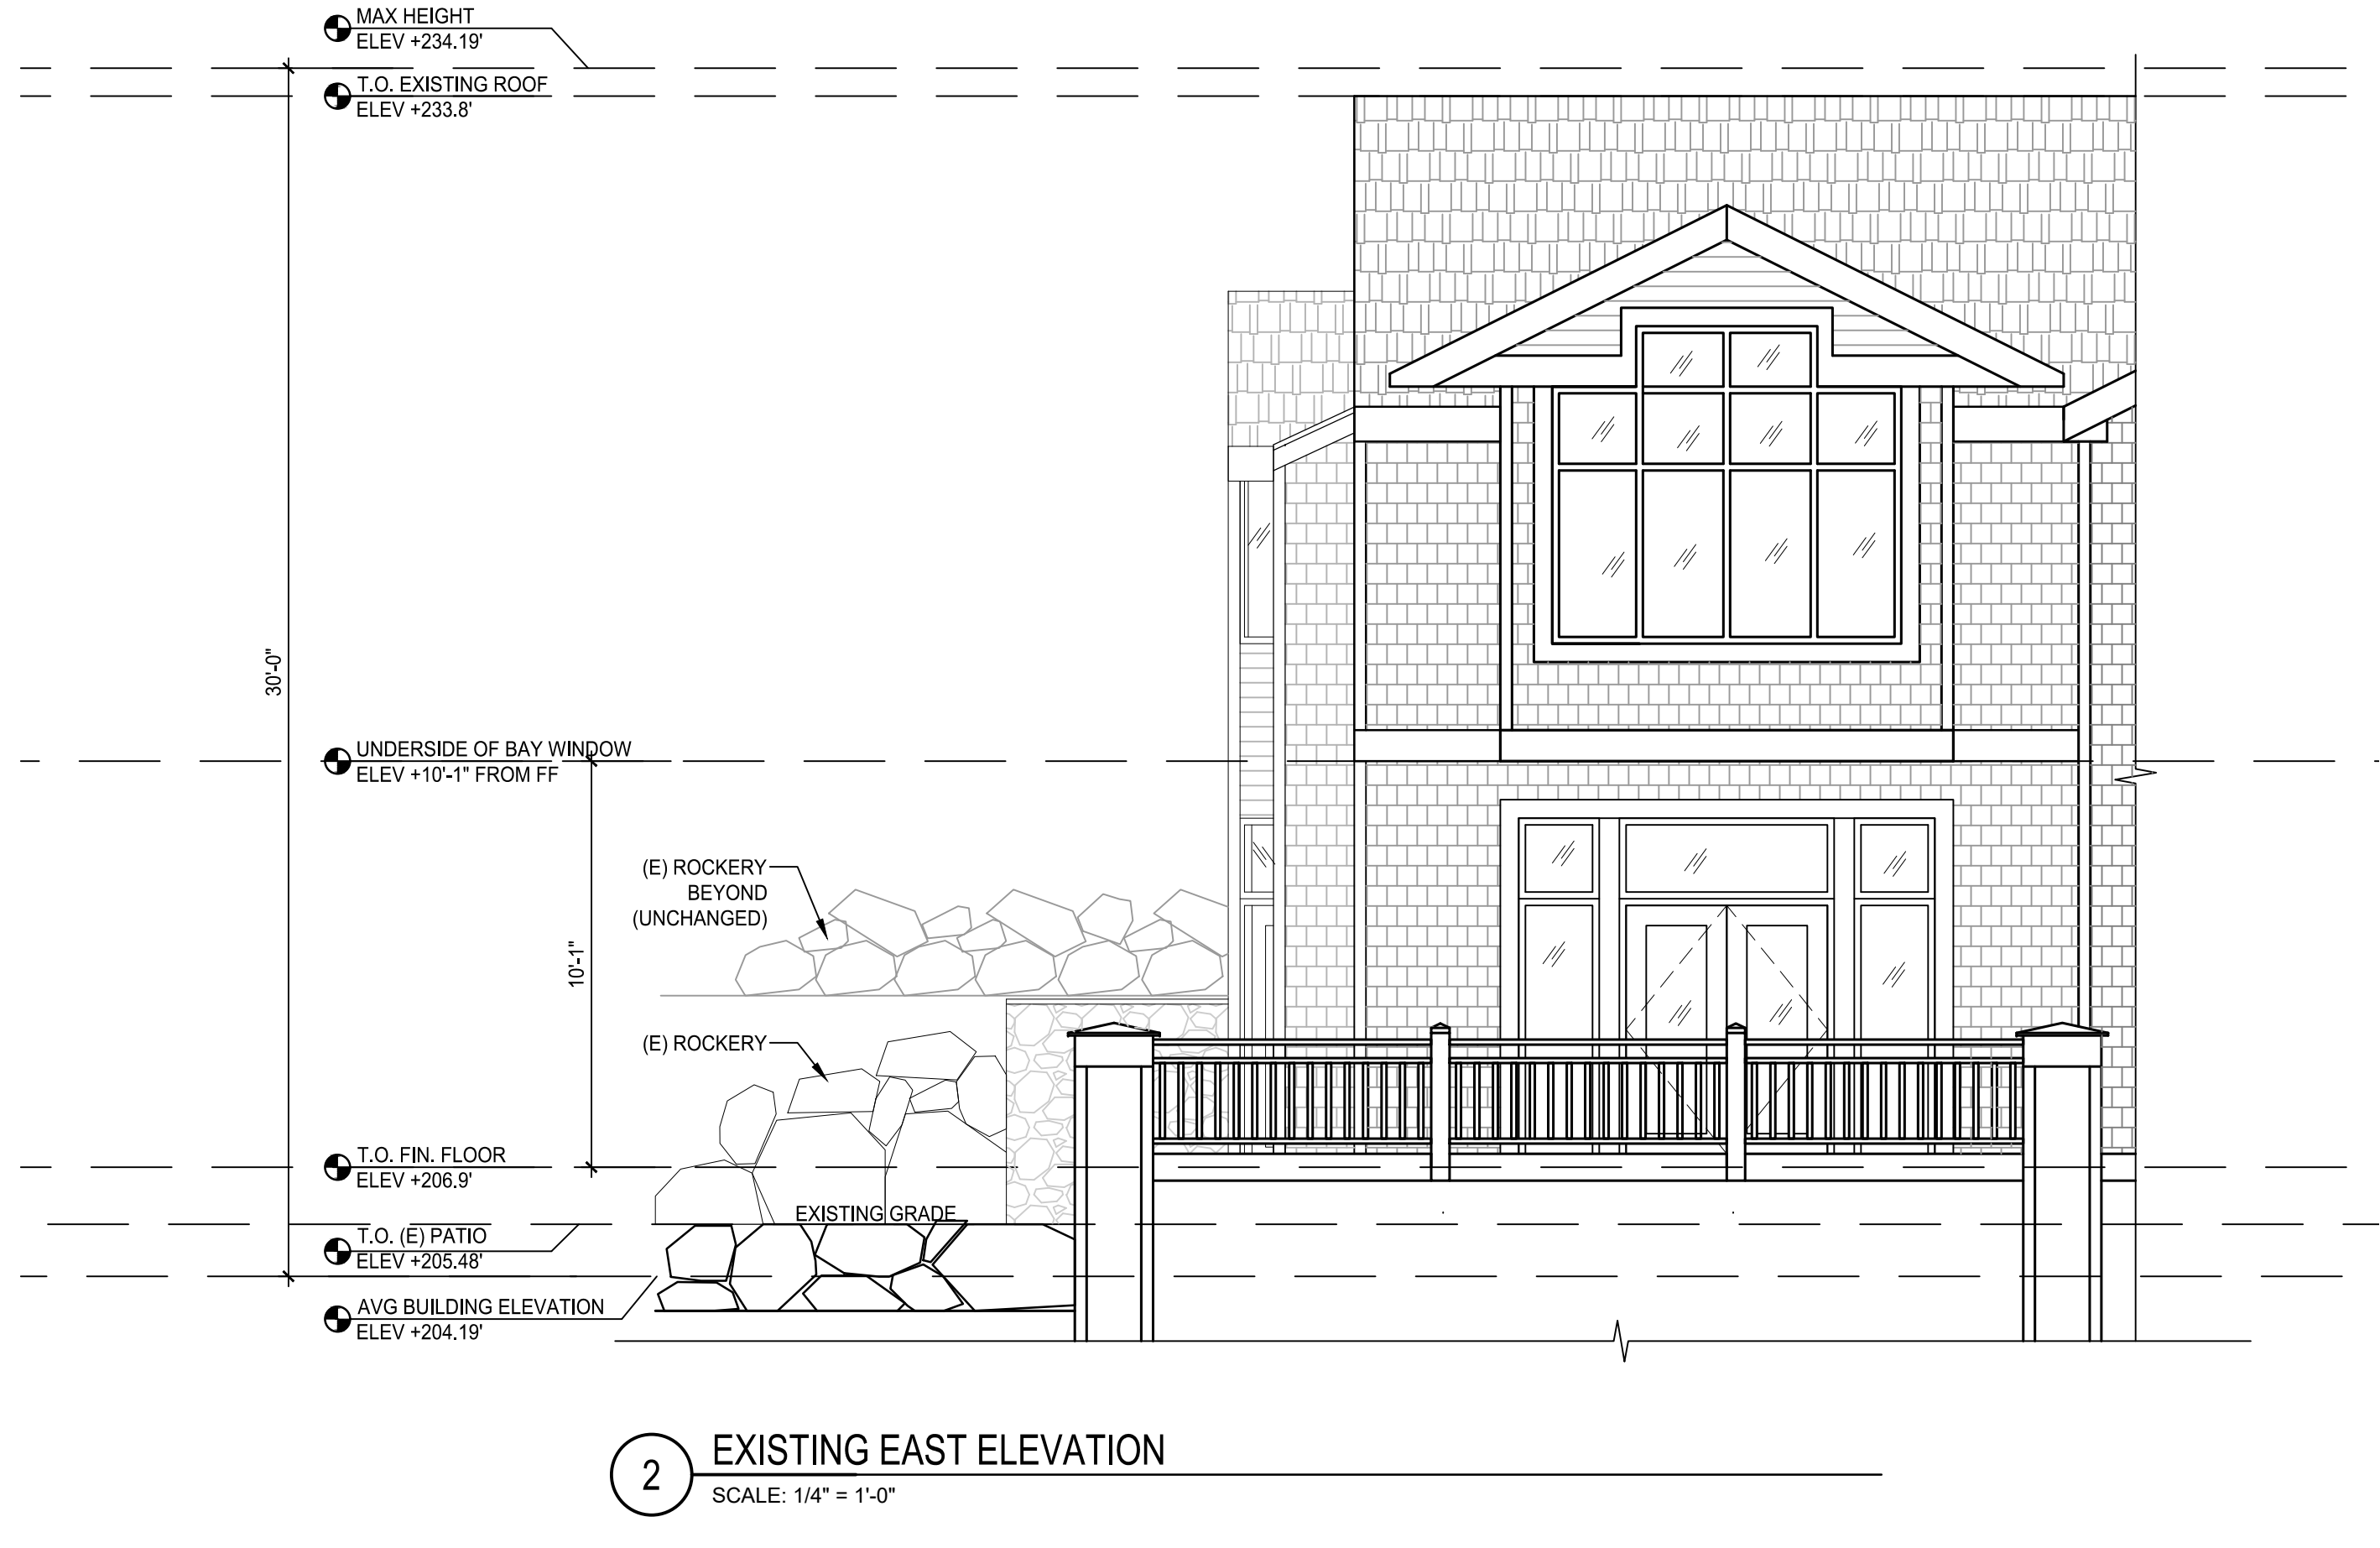 MAX HEIGHT
ELEV +234.19'
T.O. EXISTING ROOF
ELEV +233.8'
30'-0"
UNDERSIDE OF BAY WINDOW
ELEV +10'-1" FROM FF
(E) ROCKERY
BEYOND
(UNCHANGED)
10'-1"
(E) ROCKERY
T.O. FIN. FLOOR
ELEV +206.9'
EXISTING GRADE
T.O. (E) PATIO
ELEV +205.48'
AVG BUILDING ELEVATION
ELEV +204.19'
2
EXISTING EAST ELEVATION
SCALE: 1/4" = 1'-0"